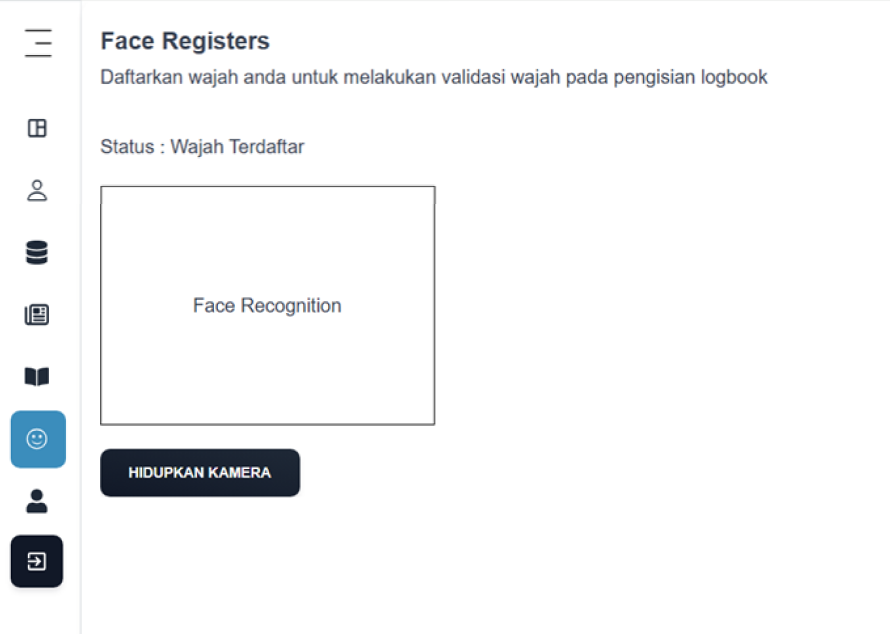 Face Registers
Daftarkan wajah anda untuk melakukan validasi wajah pada pengisian logbook
Status : Wajah Terdaftar
Face Recognition
HIDUPKAN KAMERA